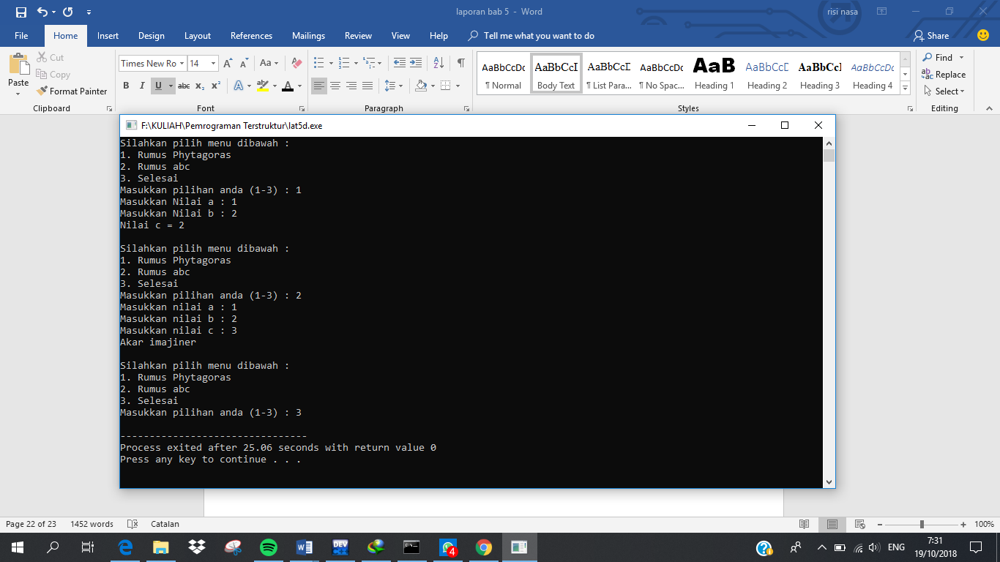 laporan bab 5 - Word
risi nasa
File Home Insert Design Layout References Mailings Review View Help Tell me what you want to do Share
Paste
Cut
Copy
Format Painter
Clipboard
Times New Ro 14
Aa
B I U abc x₂ x² A ab A
Font
Paragraph
AaBbCcDc AaBbCcI AaBbCcI AaBbCcDc AaB AaBbCcD AaBbCcI AaBbCcDc
¶ Normal Body Text ¶ List Para... ¶ No Spac... Heading 1 Heading 2 Heading 3 Heading 4
Styles
Find
Replace
Select
Editing
F:\KULIAH\Pemrograman Terstruktur\lat5d.exe
Silahkan pilih menu dibawah :
1. Rumus Phytagoras
2. Rumus abc
3. Selesai
Masukkan pilihan anda (1-3) : 1
Masukkan Nilai a : 1
Masukkan Nilai b : 2
Nilai c = 2
Silahkan pilih menu dibawah :
1. Rumus Phytagoras
2. Rumus abc
3. Selesai
Masukkan pilihan anda (1-3) : 2
Masukkan nilai a : 1
Masukkan nilai b : 2
Masukkan nilai c : 3
Akar imajiner
Silahkan pilih menu dibawah :
1. Rumus Phytagoras
2. Rumus abc
3. Selesai
Masukkan pilihan anda (1-3) : 3
--------------------------------
Process exited after 25.06 seconds with return value 0
Press any key to continue . . .
Page 22 of 23 1452 words Catalan 100%
DEV
4
ENG
7:31
19/10/2018